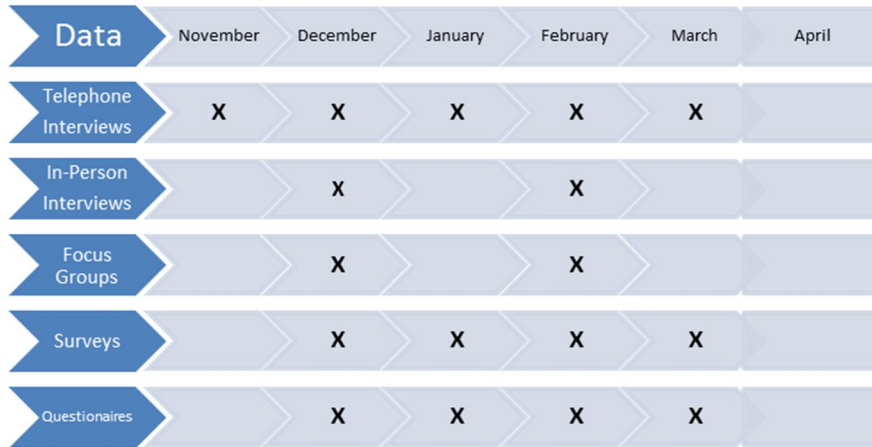 Data November December January February March April
Telephone
Interviews
X X X X X
In-Person
Interviews
X X
Focus
Groups
X X
Surveys X X X X
Questionaires X X X X